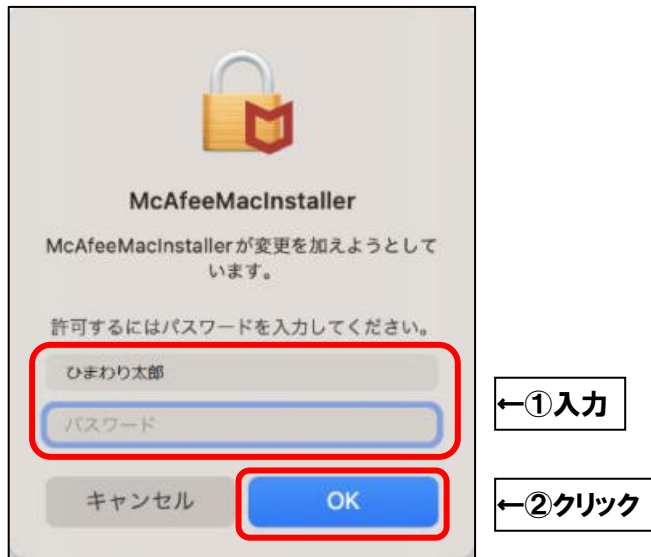 McAfeeMacInstaller
McAfeeMacInstallerが変更を加えようとして
います。
許可するにはパスワードを入力してください。
ひまわり太郎
パスワード
←①入力
キャンセル
OK
←②クリック